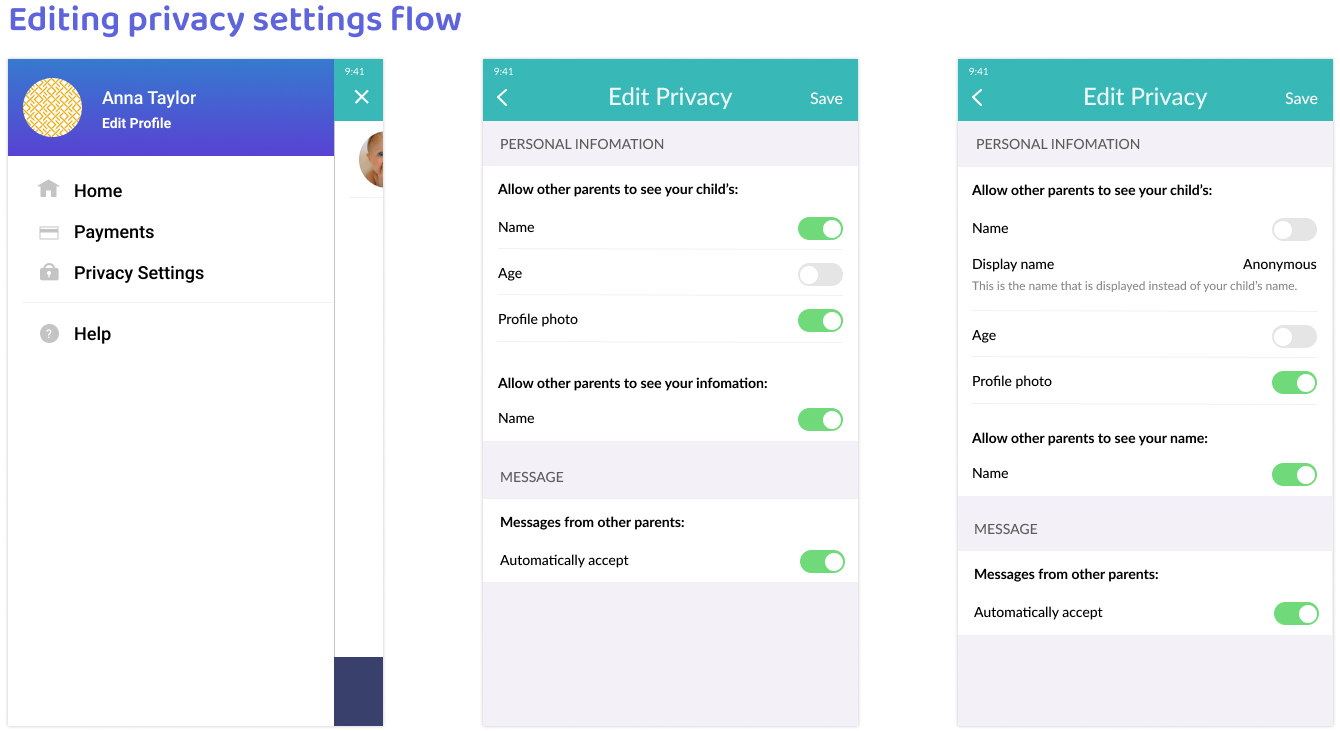 Editing privacy settings flow
Anna Taylor
Edit Profile
Home
Payments
Privacy Settings
?
Help
9:41
9:41
Edit Privacy
Save
PERSONAL INFOMATION
Allow other parents to see your child's:
Name
Age
Profile photo
Allow other parents to see your infomation:
Name
MESSAGE
Messages from other parents:
Automatically accept
9:41
Edit Privacy
Save
PERSONAL INFOMATION
Allow other parents to see your child's:
Name
Display name Anonymous
This is the name that is displayed instead of your child's name.
Age
Profile photo
Allow other parents to see your name:
Name
MESSAGE
Messages from other parents:
Automatically accept